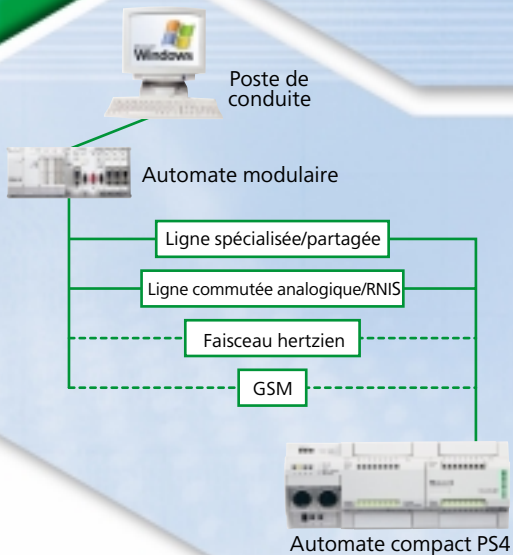 Windows
Poste de
conduite
Automate modulaire
Ligne spécialisée/partagée
Ligne commutée analogique/RNIS
Faisceau hertzien
GSM
Automate compact PS4